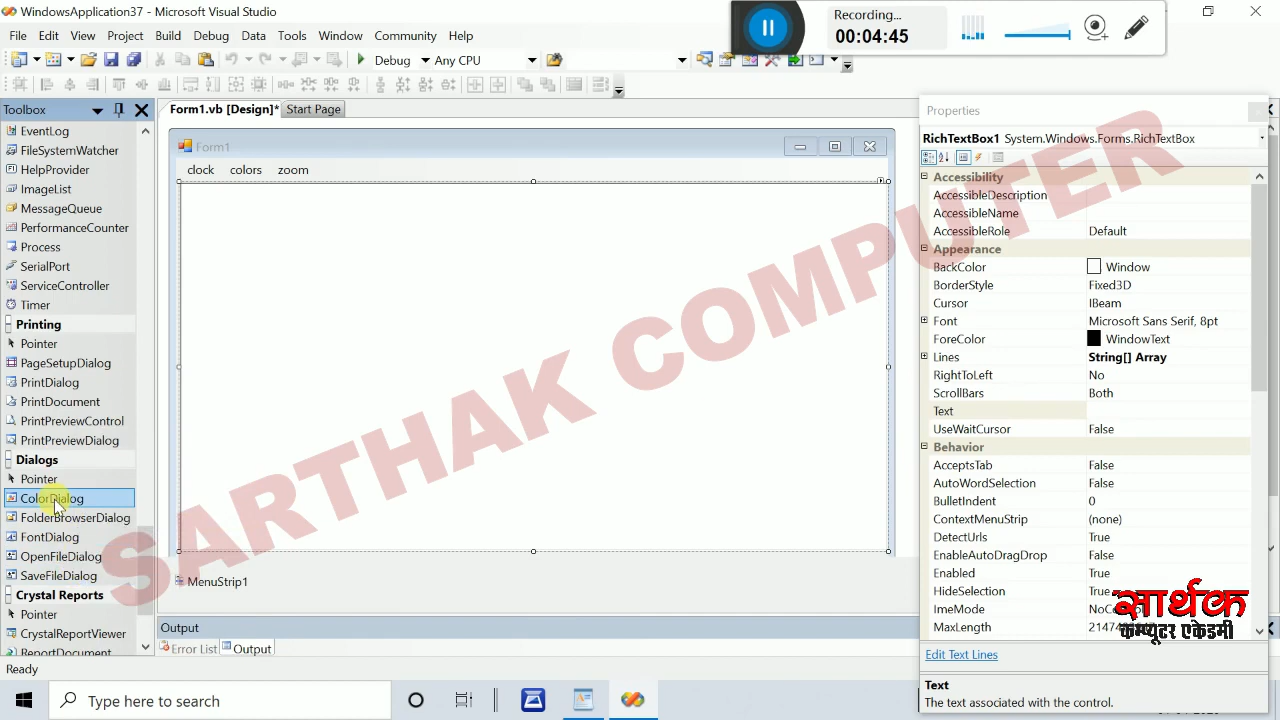 WindowsApplication37 - Microsoft Visual Studio
File Edit View Project Build Debug Data Tools Window Community Help
Recording...
00:04:45
Debug Any CPU
Toolbox
EventLog
FileSystemWatcher
HelpProvider
ImageList
MessageQueue
PerformanceCounter
Process
SerialPort
ServiceController
Timer
Printing
Pointer
PageSetupDialog
PrintDialog
PrintDocument
PrintPreviewControl
PrintPreviewDialog
Dialogs
Pointer
ColorDialog
FolderBrowserDialog
FontDialog
OpenFileDialog
SaveFileDialog
Crystal Reports
Pointer
CrystalReportViewer
ReportDocument
Form1.vb [Design]* Start Page
Form1
clock colors zoom
SARTHAK COMPUTER
MenuStrip1
Output
Error List Output
Properties
RichTextBox1 System.Windows.Forms.RichTextBox
Accessibility
AccessibleDescription
AccessibleName
AccessibleRole Default
Appearance
BackColor Window
BorderStyle Fixed3D
Cursor IBeam
Font Microsoft Sans Serif, 8pt
ForeColor WindowText
Lines String[] Array
RightToLeft No
ScrollBars Both
Text
UseWaitCursor False
Behavior
AcceptsTab False
AutoWordSelection False
BulletIndent 0
ContextMenuStrip (none)
DetectUrls True
EnableAutoDragDrop False
Enabled True
HideSelection True
ImeMode
MaxLength
सार्थक
कम्प्यूटर एकेडमी
Edit Text Lines
Text
The text associated with the control.
Ready
Type here to search